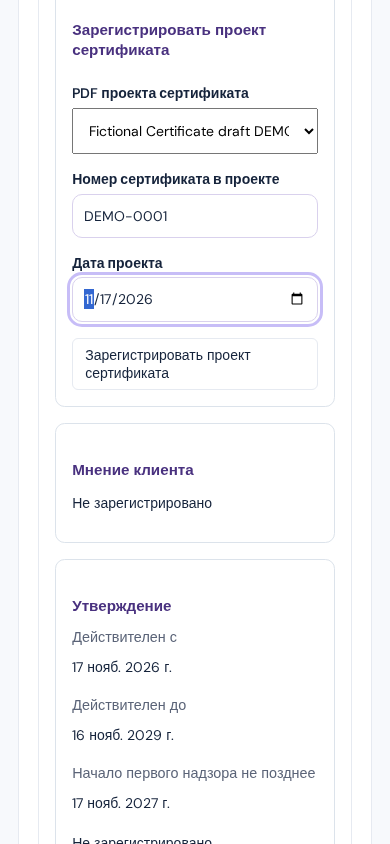 Зарегистрировать проект
сертификата
PDF проекта сертификата
Fictional Certificate draft DEMO
Номер сертификата в проекте
DEMO-0001
Дата проекта
11/17/2026
Зарегистрировать проект
сертификата
Мнение клиента
Не зарегистрировано
Утверждение
Действителен с
17 нояб. 2026 г.
Действителен до
16 нояб. 2029 г.
Начало первого надзора не позднее
17 нояб. 2027 г.
Не зарегистрировано